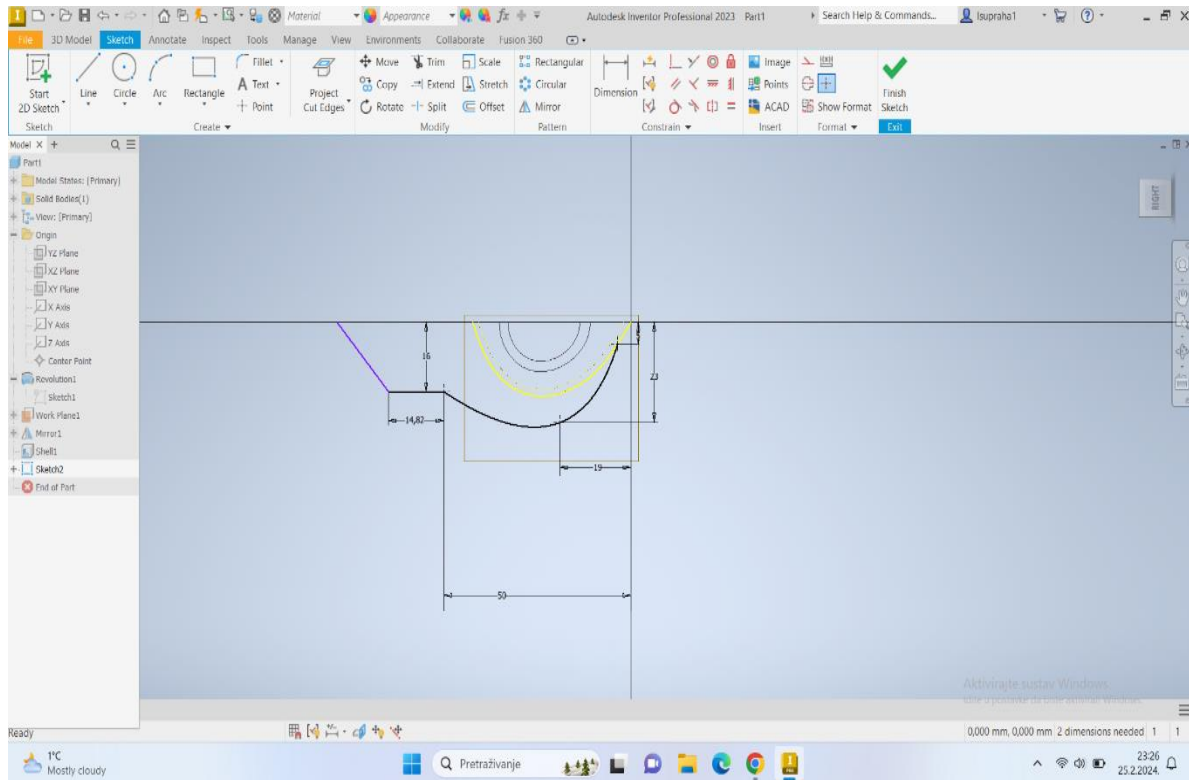 Material
Appearance
Autodesk Inventor Professional 2023 Part1
Search Help & Commands...
Isupraha1
File 3D Model Sketch Annotate Inspect Tools Manage View Environments Collaborate Fusion 360
Start
2D Sketch
Line
Circle
Arc
Rectangle
Fillet
Text
Point
Project
Cut Edges
Move
Copy
Rotate
Trim
Extend
Split
Scale
Stretch
Offset
Rectangular
Circular
Mirror
Dimension
Image
Points
ACAD
Show Format
Finish
Sketch
Sketch Create Modify Pattern Constrain Insert Format Exit
Model
RIGHT
Part1
Model States: [Primary]
Solid Bodies(1)
View: [Primary]
Origin
YZ Plane
XZ Plane
XY Plane
X Axis
Y Axis
Z Axis
Center Point
Revolution1
Sketch1
Work Plane1
Mirror1
Shell1
Sketch2
End of Part
16
14,82
19
50
Aktivirajte sustav Windows.
Ready
0,000 mm, 0,000 mm 2 dimensions needed 1 1
1°C
Mostly cloudy
Pretraživanje
23:26
25.2.2024.